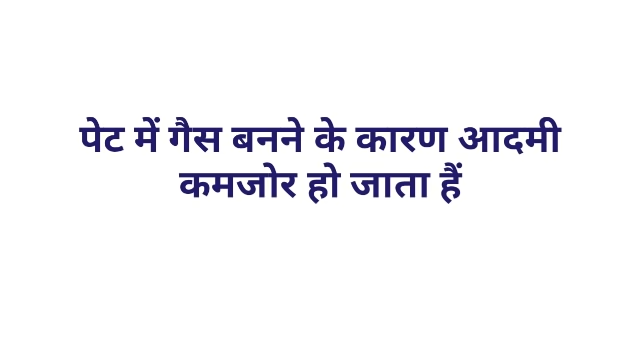 पेट में गैस बनने के कारण आदमी
कमजोर हो जाता हैं